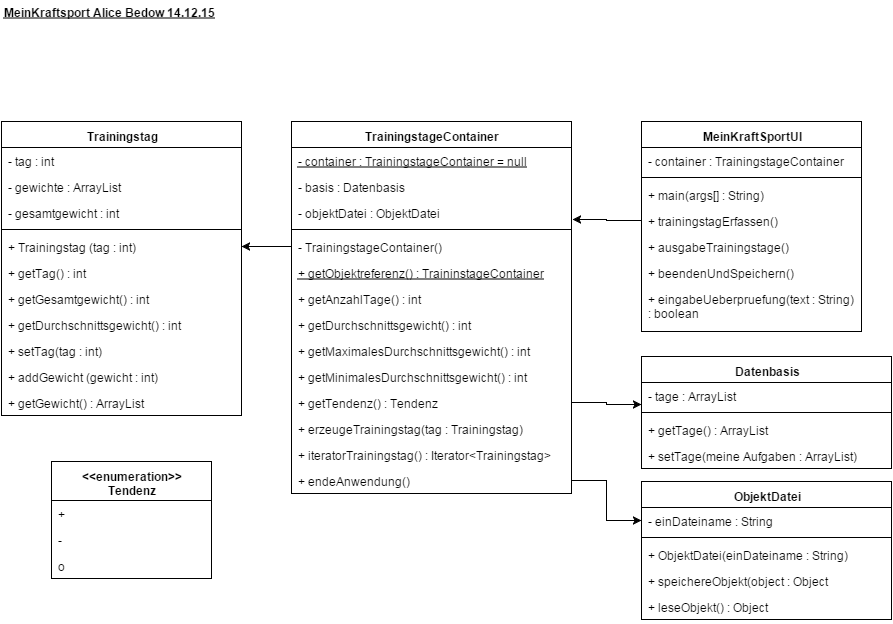 MeinKraftsport Alice Bedow 14.12.15
Trainingstag
- tag : int
- gewichte : ArrayList
- gesamtgewicht : int
+ Trainingstag (tag : int)
+ getTag() : int
+ getGesamtgewicht() : int
+ getDurchschnittsgewicht() : int
+ setTag(tag : int)
+ addGewicht (gewicht : int)
+ getGewicht() : ArrayList
<<enumeration>>
Tendenz
+
-
o
TrainingstageContainer
- container : TrainingstageContainer = null
- basis : Datenbasis
- objektDatei : ObjektDatei
- TrainingstageContainer()
+ getObjektreferenz() : TraininstageContainer
+ getAnzahlTage() : int
+ getDurchschnittsgewicht() : int
+ getMaximalesDurchschnittsgewicht() : int
+ getMinimalesDurchschnittsgewicht() : int
+ getTendenz() : Tendenz
+ erzeugeTrainingstag(tag : Trainingstag)
+ iteratorTrainingstag() : Iterator<Trainingstag>
+ endeAnwendung()
MeinKraftSportUI
- container : TrainingstageContainer
+ main(args[] : String)
+ trainingstagErfassen()
+ ausgabeTrainingstage()
+ beendenUndSpeichern()
+ eingabeUeberpruefung(text : String)
: boolean
Datenbasis
- tage : ArrayList
+ getTage() : ArrayList
+ setTage(meine Aufgaben : ArrayList)
ObjektDatei
- einDateiname : String
+ ObjektDatei(einDateiname : String)
+ speichereObjekt(object : Object
+ leseObjekt() : Object